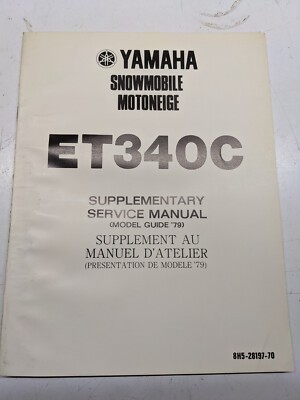 YAMAHA
SNOWMOBILE
MOTONEIGE
ET340C
SUPPLEMENTARY
SERVICE MANUAL
(MODEL GUIDE '79)
SUPPLEMENT AU
MANUEL D'ATELIER
(PRESENTATION DE MODELE '79)
8H5-28197-70